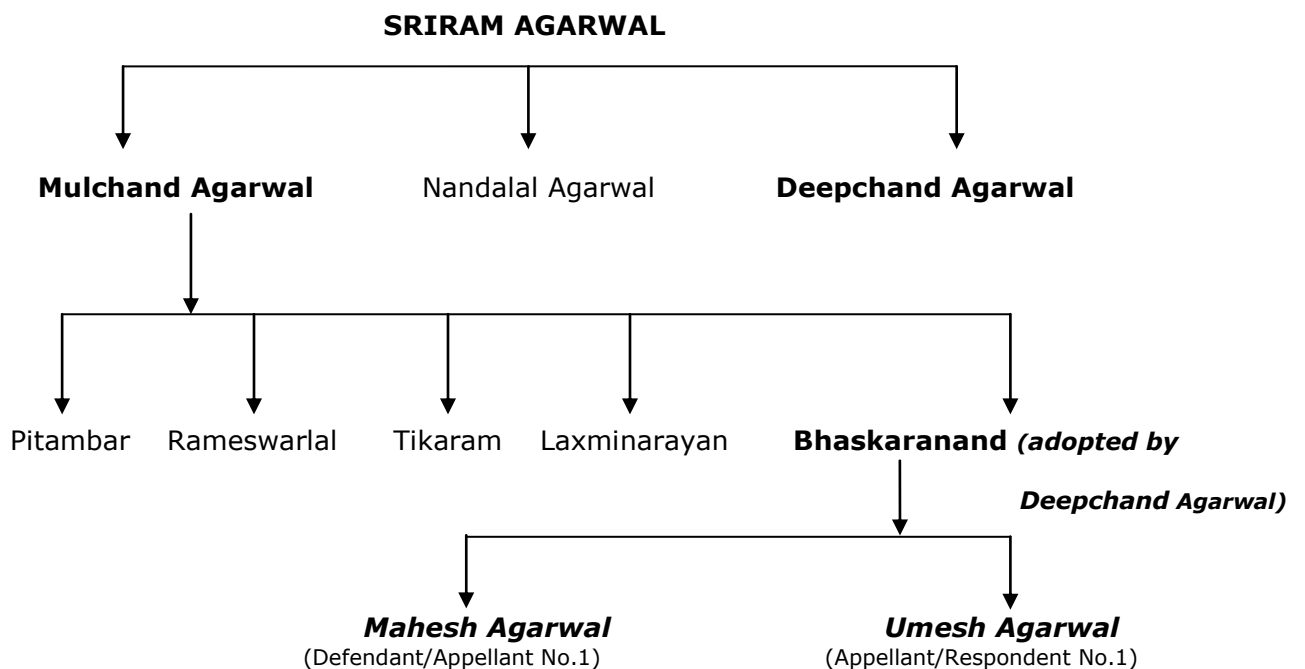 SRIRAM AGARWAL
Mulchand Agarwal Nandalal Agarwal Deepchand Agarwal
Pitambar Rameswarlal Tikaram Laxminarayan Bhaskaranand (adopted by
Deepchand Agarwal)
Mahesh Agarwal Umesh Agarwal
(Defendant/Appellant No.1) (Appellant/Respondent No.1)